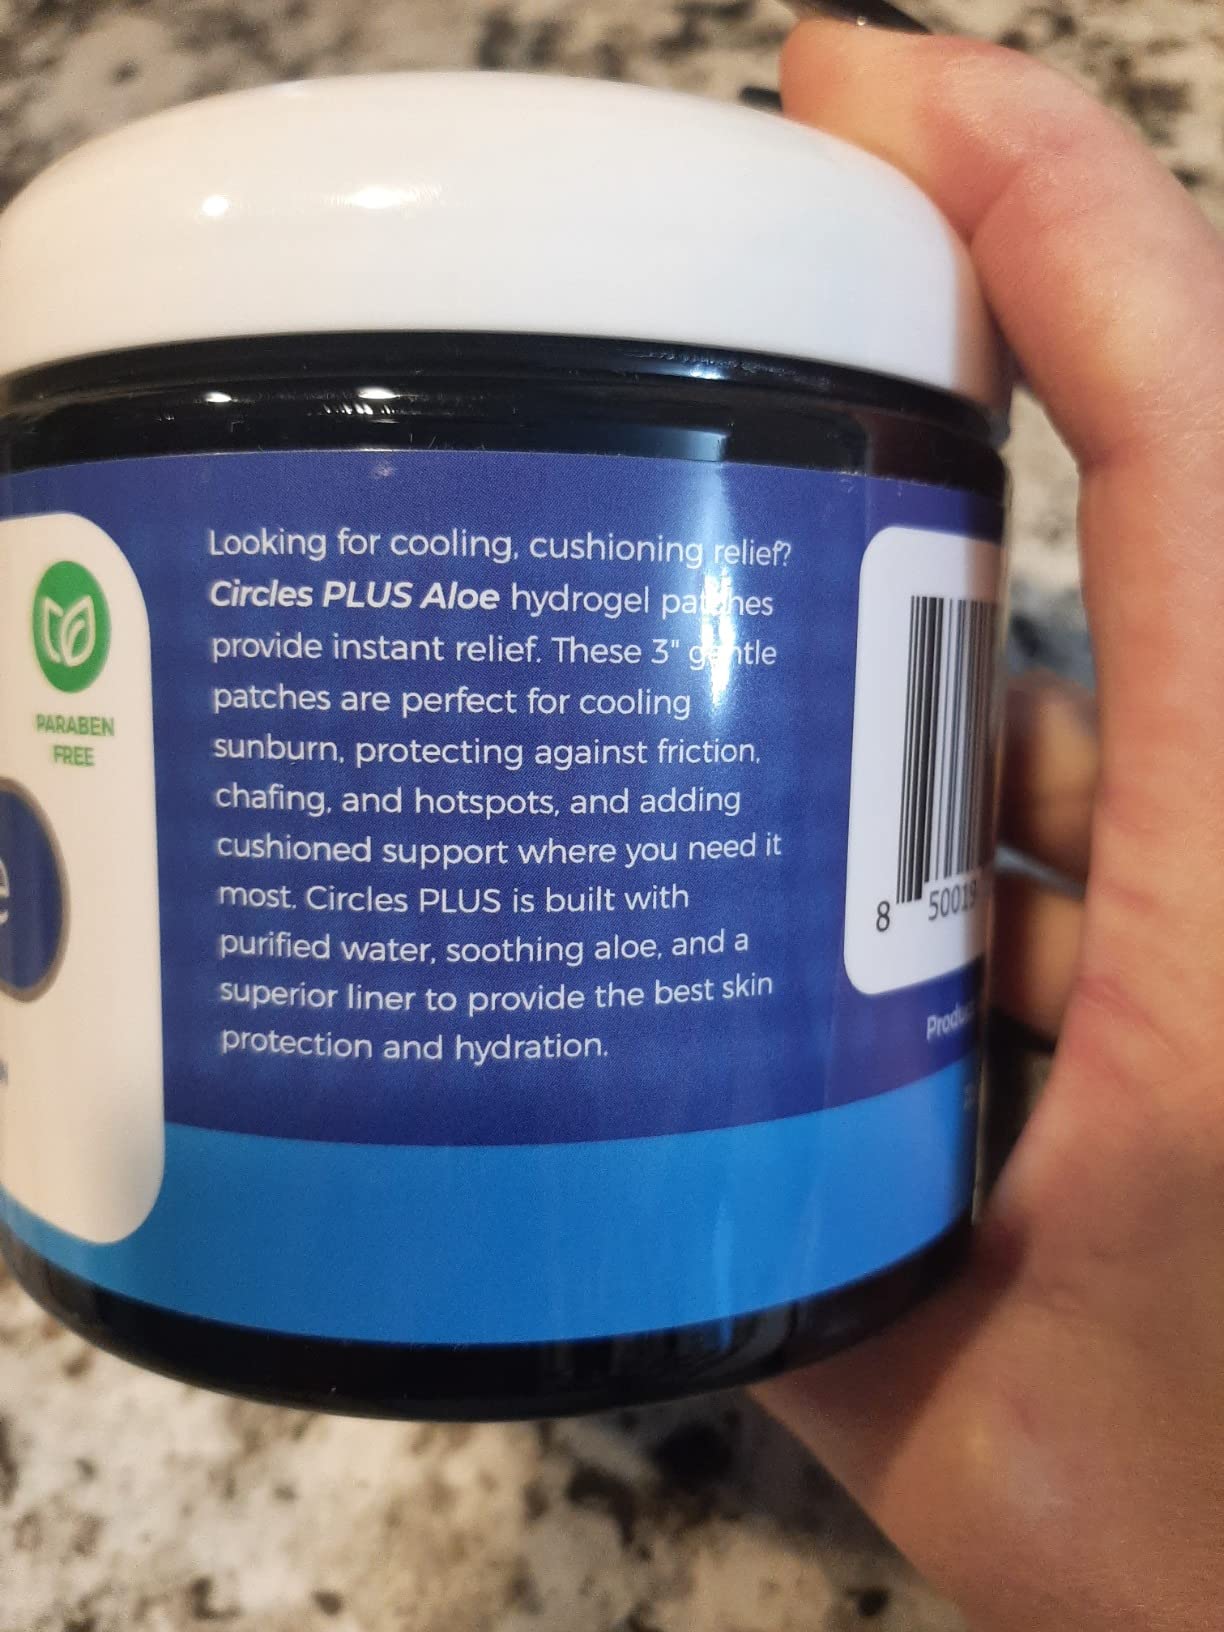 Looking for cooling, cushioning relief?
Circles PLUS Aloe hydrogel patches
provide instant relief. These 3" gentle
patches are perfect for cooling
sunburn, protecting against friction,
chafing, and hotspots, and adding
cushioned support where you need it
most. Circles PLUS is built with
purified water, soothing aloe, and a
superior liner to provide the best skin
protection and hydration.
PARABEN
FREE
e
8 50019